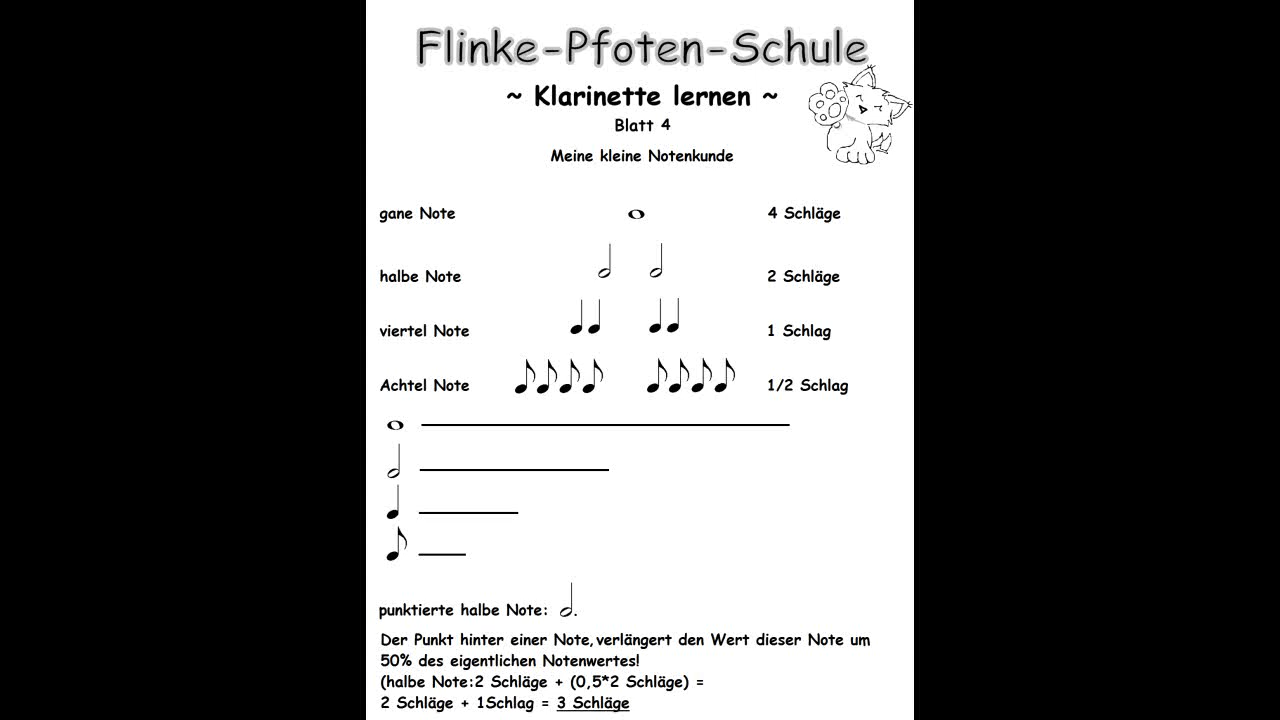 Flinke-Pfoten-Schule
~ Klarinette lernen ~
Blatt 4
Meine kleine Notenkunde
gane Note 4 Schläge
halbe Note 2 Schläge
viertel Note 1 Schlag
Achtel Note 1/2 Schlag
punktierte halbe Note:
Der Punkt hinter einer Note,verlängert den Wert dieser Note um
50% des eigentlichen Notenwertes!
(halbe Note:2 Schläge + (0,5*2 Schläge) =
2 Schläge + 1Schlag = 3 Schläge